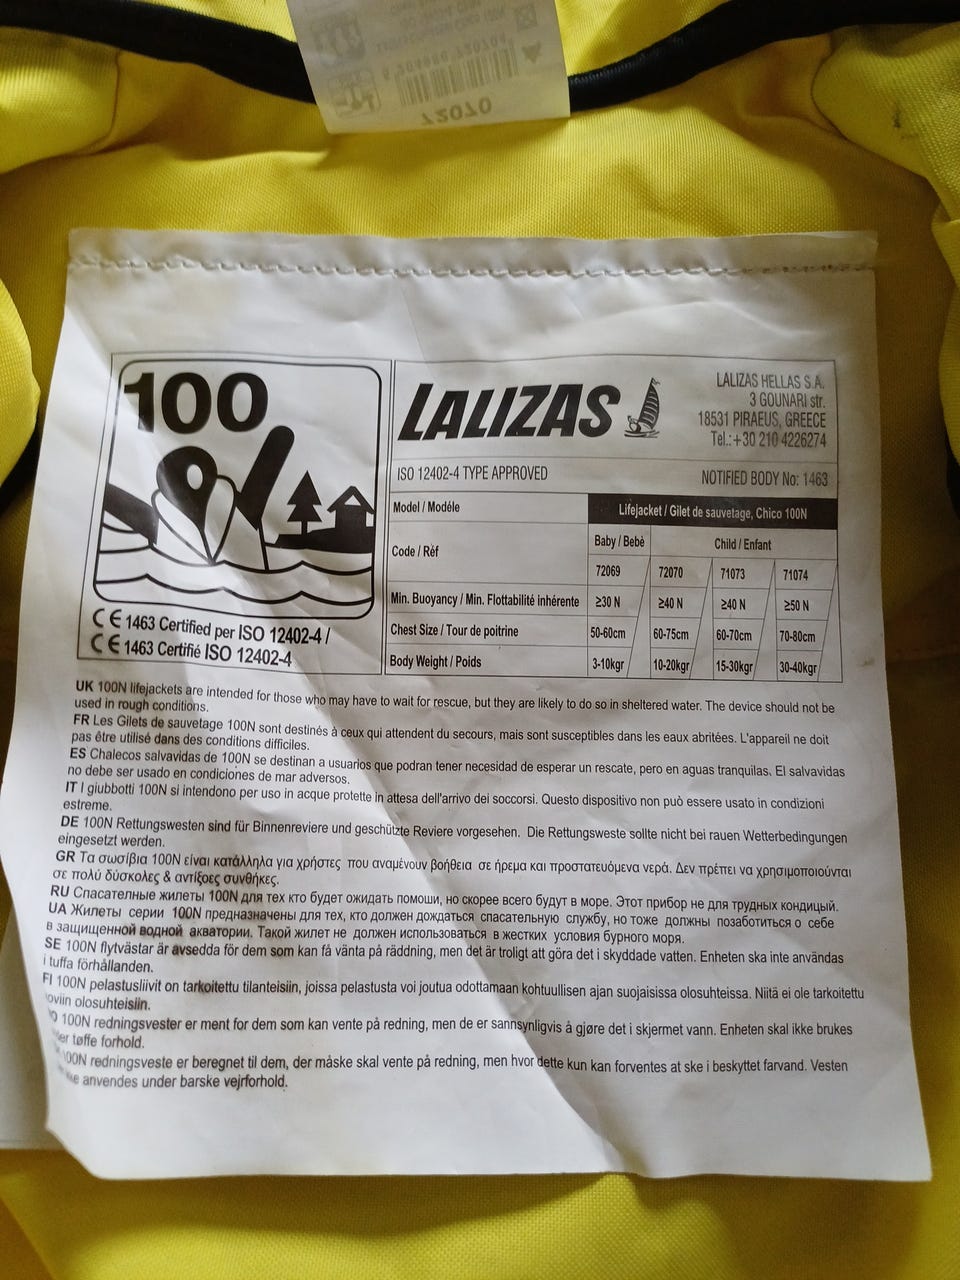 72070
100
LALIZAS
LALIZAS HELLAS S.A.
3 GOUNARI str.
18531 PIRAEUS, GREECE
Tel.:+30 210 4226274
ISO 12402-4 TYPE APPROVED
NOTIFIED BODY No: 1463
Model / Modéle Lifejacket / Gilet de sauvetage, Chico 100N
Code / Rèf Baby / Bebè Child / Enfant
72069 72070 71073 71074
Min. Buoyancy / Min. Flottabilité inhérente ≥30 N ≥40 N ≥40 N ≥50 N
Chest Size / Tour de poitrine 50-60cm 60-75cm 60-70cm 70-80cm
Body Weight / Poids 3-10kgr 10-20kgr 15-30kgr 30-40kgr
CE 1463 Certified per ISO 12402-4 /
CE 1463 Certifié ISO 12402-4
UK 100N lifejackets are intended for those who may have to wait for rescue, but they are likely to do so in sheltered water. The device should not be
used in rough conditions.
FR Les Gilets de sauvetage 100N sont destinés à ceux qui attendent du secours, mais sont susceptibles dans les eaux abritées. L'appareil ne doit
pas être utilisé dans des conditions difficiles.
ES Chalecos salvavidas de 100N se destinan a usuarios que podran tener necesidad de esperar un rescate, pero en aguas tranquilas. El salvavidas
no debe ser usado en condiciones de mar adversos.
IT I giubbotti 100N si intendono per uso in acque protette in attesa dell'arrivo dei soccorsi. Questo dispositivo non può essere usato in condizioni
estreme.
DE 100N Rettungswesten sind für Binnenreviere und geschützte Reviere vorgesehen. Die Rettungsweste sollte nicht bei rauen Wetterbedingungen
eingesetzt werden.
GR Τα σωσίβια 100N είναι κατάλληλα για χρήστες που αναμένουν βοήθεια σε ήρεμα και προστατευόμενα νερά. Δεν πρέπει να χρησιμοποιούνται
σε πολύ δύσκολες & αντίξοες συνθήκες.
RU Спасателные жилеты 100N для тех кто будет ожидать помоши, но скорее всего будут в море. Этот прибор не для трудных кондицый.
UA Жилеты серии 100N предназначены для тех, кто должен дождаться спасательную службу, но тоже должны позаботиться о себе
в защищенной водной акватории. Такой жилет не должен использоваться в жестких условия бурного моря.
SE 100N flytvästar är avsedda för dem som kan få vänta på räddning, men det är troligt att göra det i skyddade vatten. Enheten ska inte användas
i tuffa förhållanden.
FI 100N pelastusliivit on tarkoitettu tilanteisiin, joissa pelastusta voi joutua odottamaan kohtuullisen ajan suojaisissa olosuhteissa. Niitä ei ole tarkoitettu
oviin olosuhteisiin.
O 100N redningsvester er ment for dem som kan vente på redning, men de er sannsynligvis å gjøre det i skjermet vann. Enheten skal ikke brukes
er tøffe forhold.
100N redningsveste er beregnet til dem, der måske skal vente på redning, men hvor dette kun kan forventes at ske i beskyttet farvand. Vesten
ke anvendes under barske vejrforhold.